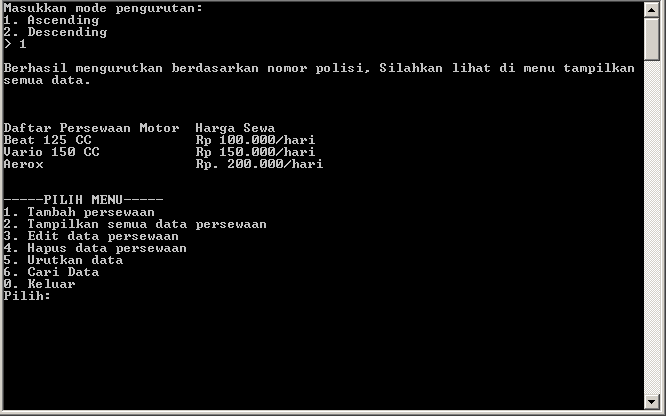 Masukkan mode pengurutan:
1. Ascending
2. Descending
> 1
Berhasil mengurutkan berdasarkan nomor polisi, Silahkan lihat di menu tampilkan
semua data.
Daftar Persewaan Motor  Harga Sewa
Beat 125 CC             Rp 100.000/hari
Vario 150 CC            Rp 150.000/hari
Aerox                   Rp. 200.000/hari
-----PILIH MENU-----
1. Tambah persewaan
2. Tampilkan semua data persewaan
3. Edit data persewaan
4. Hapus data persewaan
5. Urutkan data
6. Cari Data
0. Keluar
Pilih: